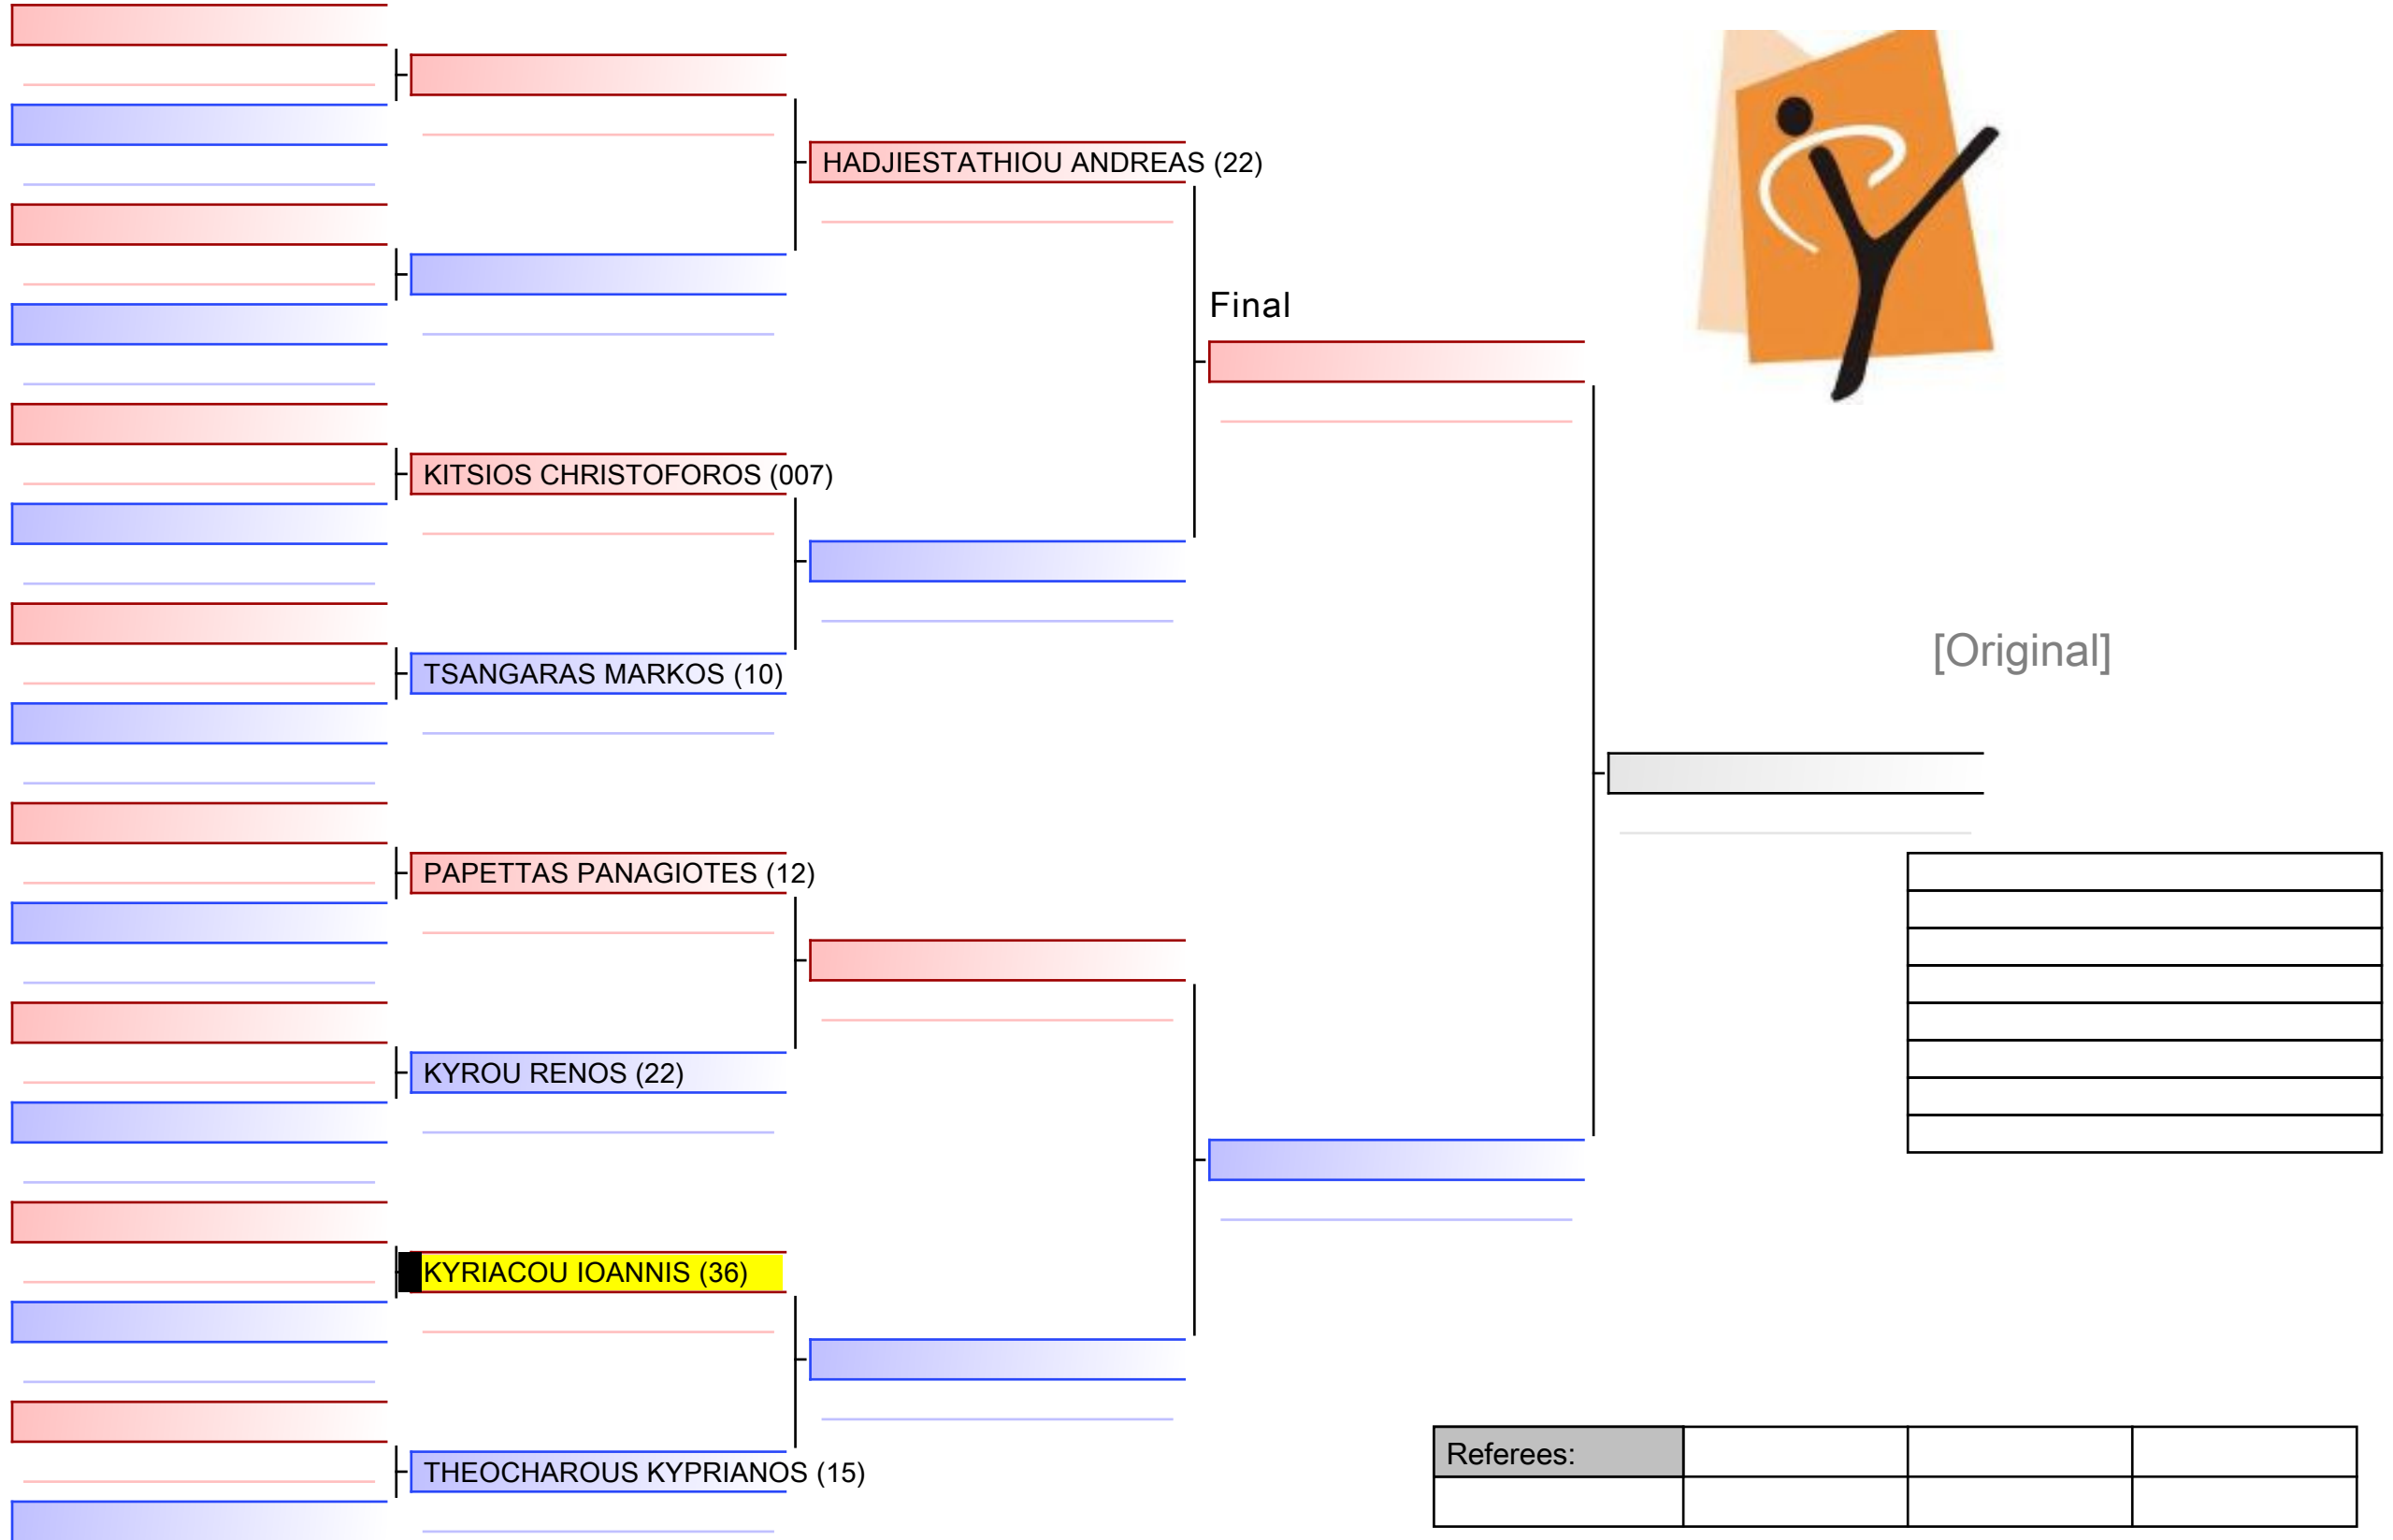 HADJIESTATHIOU ANDREAS (22)
Final
KITSIOS CHRISTOFOROS (007)
[Original]
TSANGARAS MARKOS (10)
PAPETTAS PANAGIOTES (12)
KYROU RENOS (22)
KYRIACOU IOANNIS (36)
Referees:
THEOCHAROUS KYPRIANOS (15)